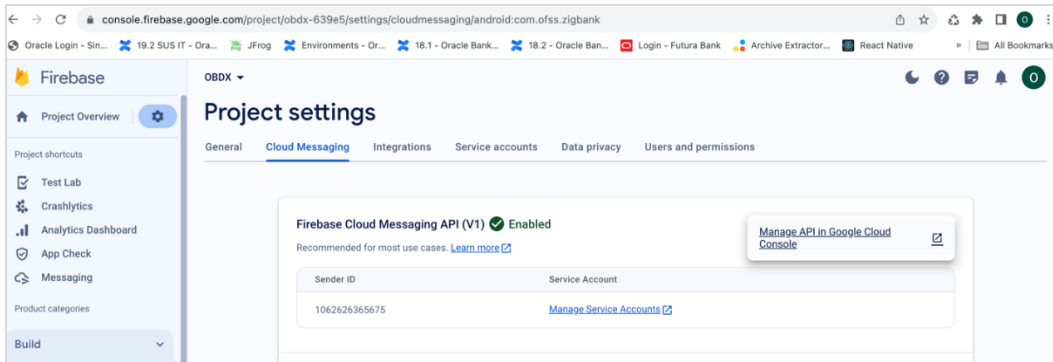 console.firebase.google.com/project/obdx-639e5/settings/cloudmessaging/android:com.ofss.zigbank
O
Oracle Login - Sin...
19.2 SUS IT - Ora...
JFrog
Environments - Or...
18.1 - Oracle Bank...
18.2 - Oracle Ban...
Login - Futura Bank
Archive Extractor...
React Native
»
All Bookmarks
Firebase
OBDX
O
Project Overview
Project settings
Project shortcuts
General
Cloud Messaging
Integrations
Service accounts
Data privacy
Users and permissions
Test Lab
Crashlytics
Analytics Dashboard
App Check
Messaging
Product categories
Build
Firebase Cloud Messaging API (V1) Enabled
Recommended for most use cases. Learn more
Manage API in Google Cloud
Console
Sender ID
Service Account
1062626365675
Manage Service Accounts